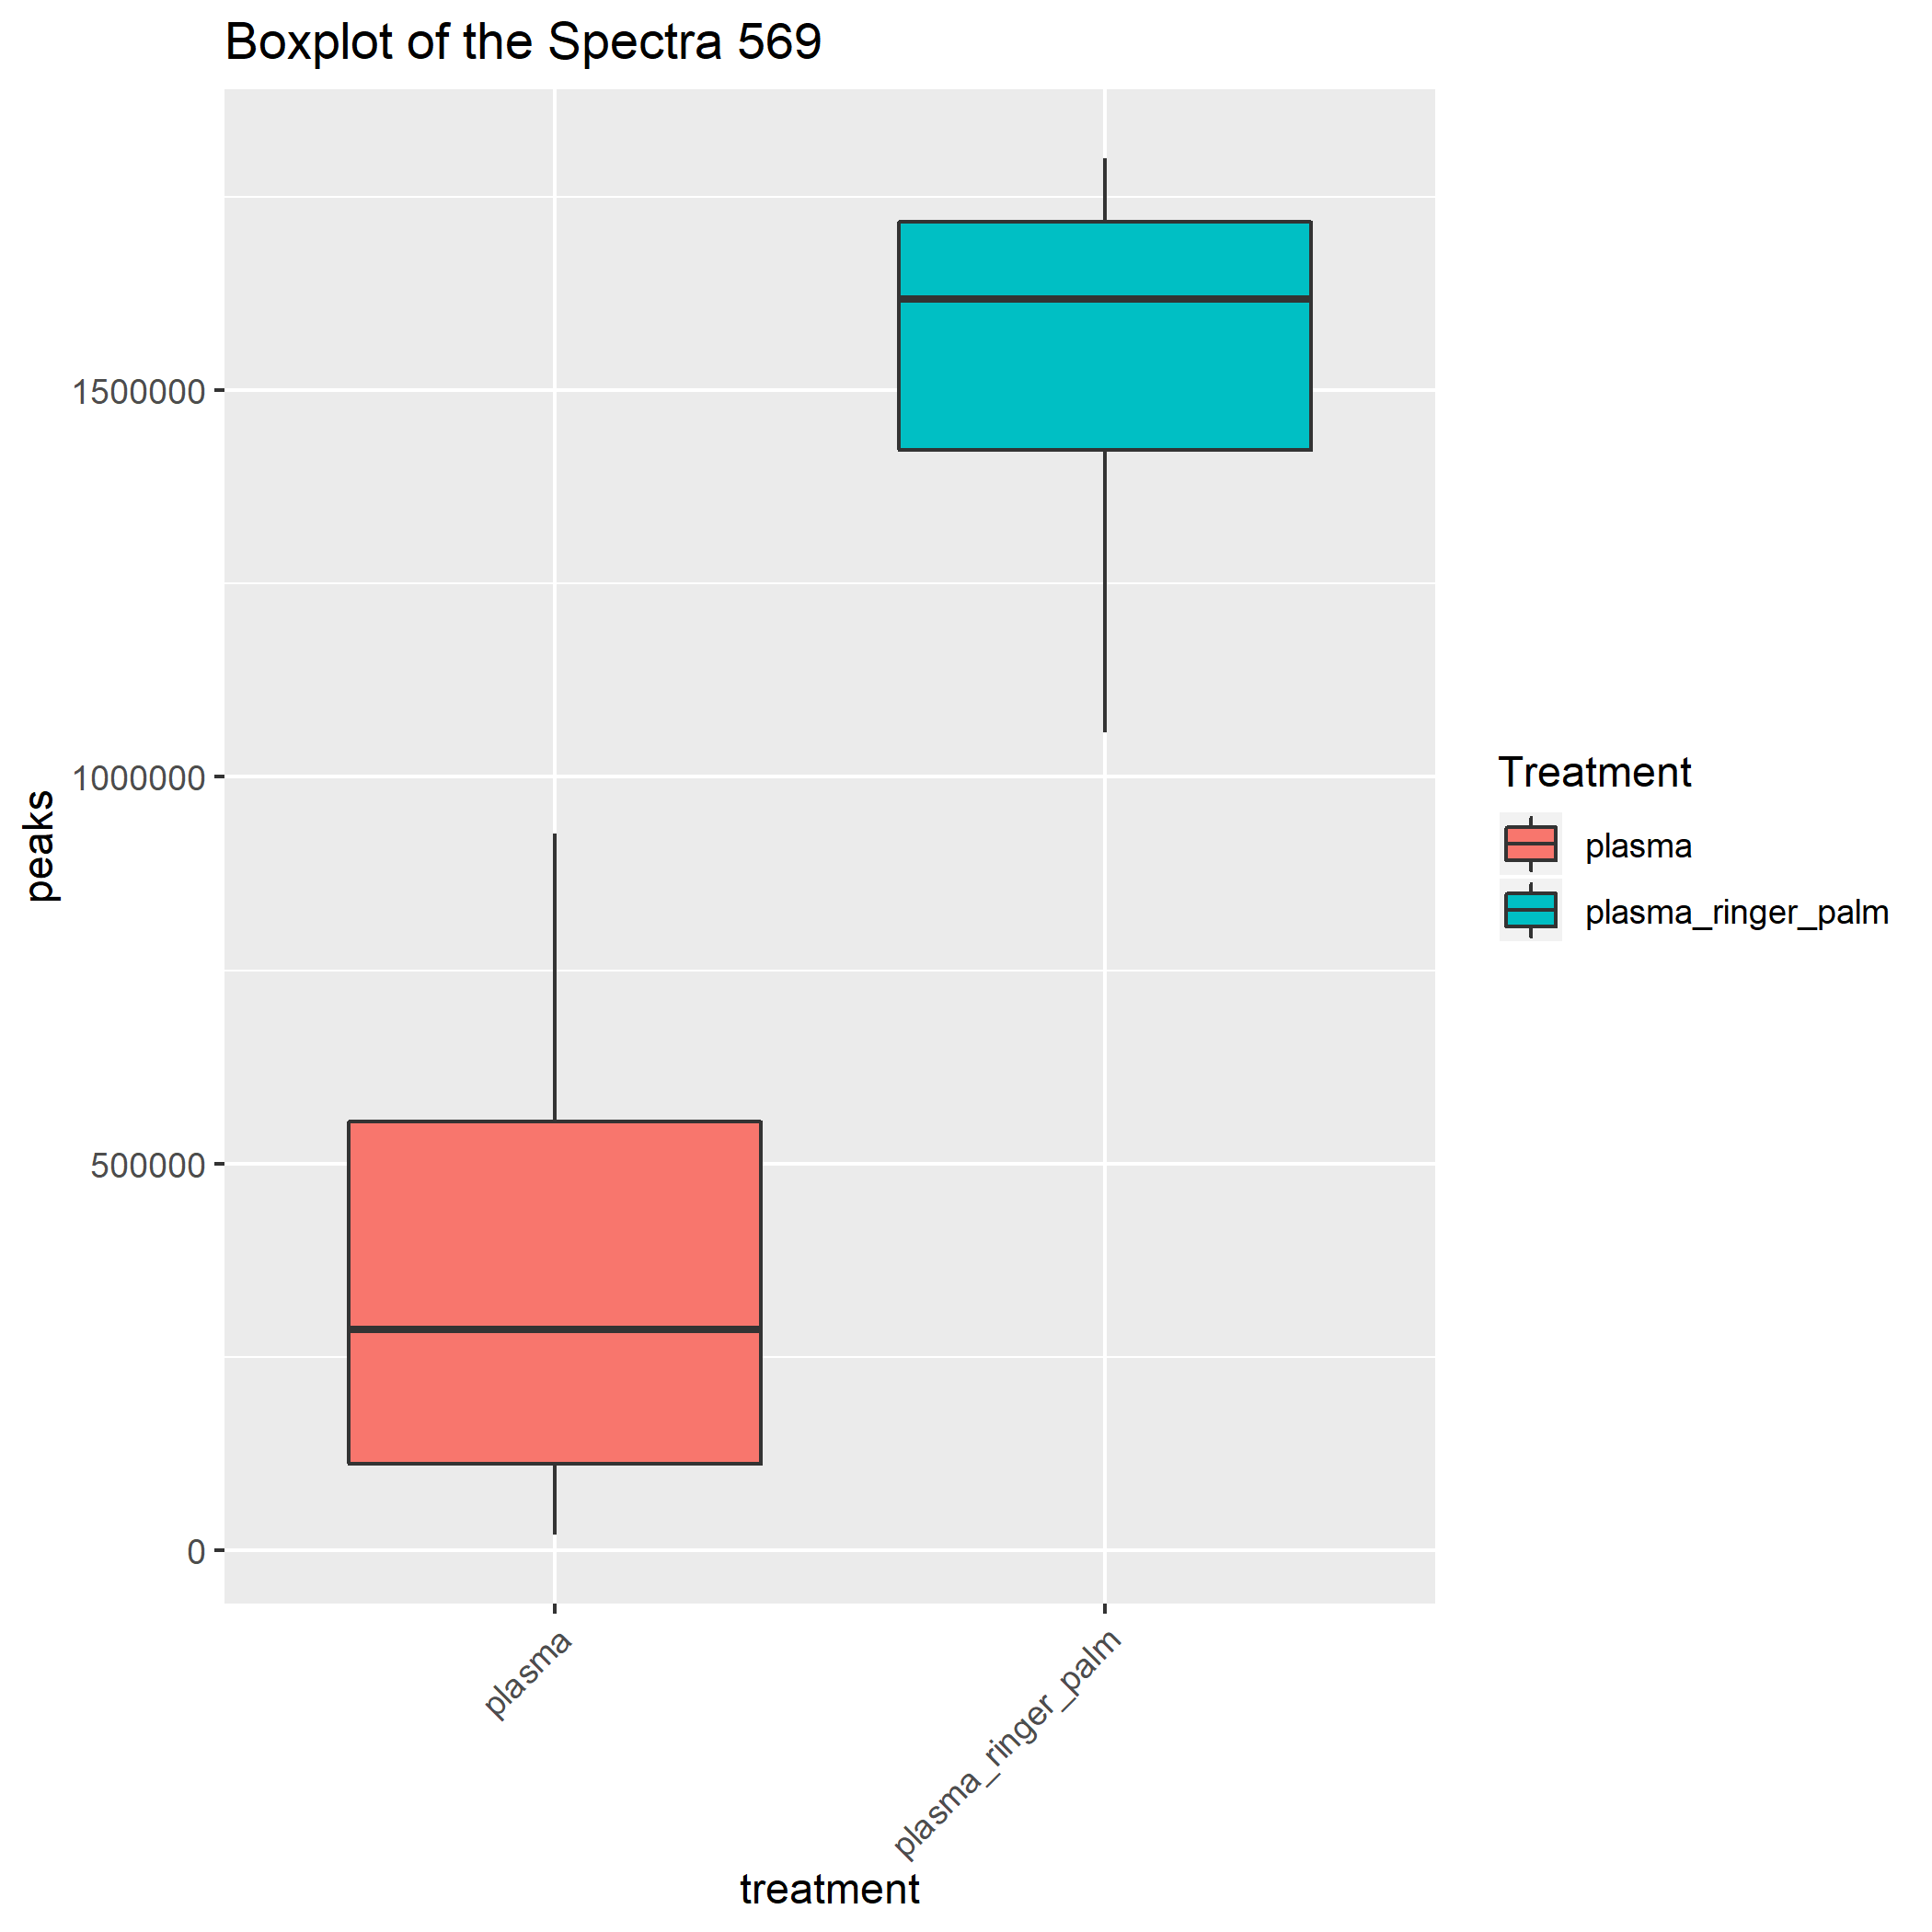 Boxplot of the Spectra 569
peaks
1500000
1000000
500000
0
plasma
plasma_ringer_palm
treatment
Treatment
plasma
plasma_ringer_palm